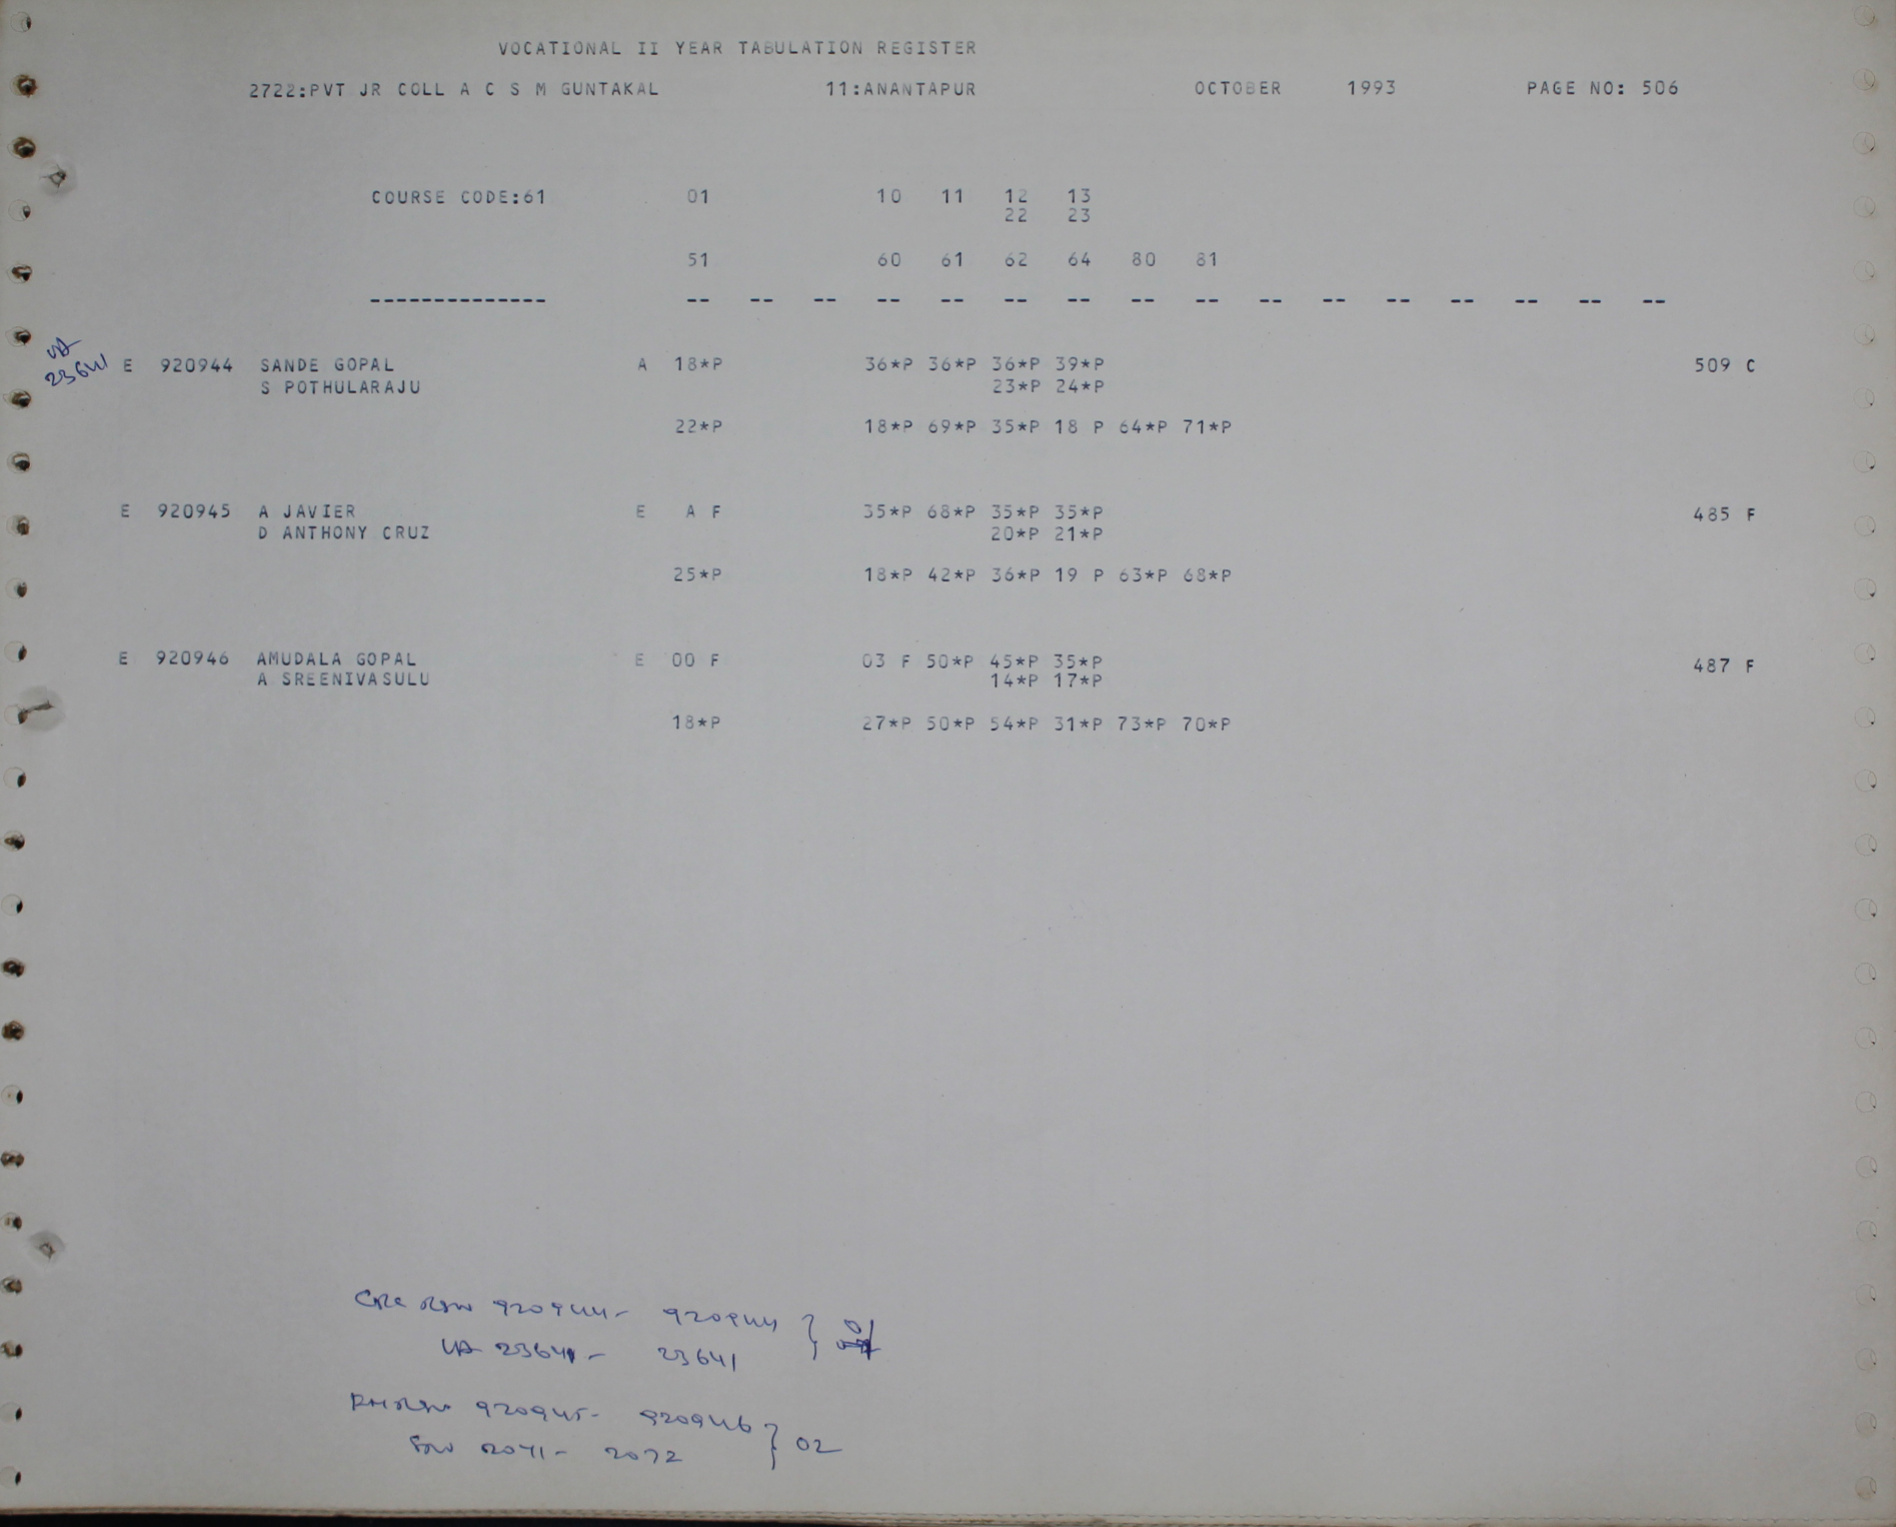 VOCATIONAL II YEAR TABULATION REGISTER
2722:PVT JR COLL A C S M GUNTAKAL 11:ANANTAPUR OCTOBER 1993 PAGE NO: 506
COURSE CODE:61 01 10 11 12 13
22 23
51 60 61 62 64 80 81
-------------- -- -- -- -- -- -- -- -- -- -- -- -- -- -- -- --
VA
23641
E 920944 SANDE GOPAL A 18*P 36*P 36*P 36*P 39*P 509 C
S POTHULARAJU 23*P 24*P
22*P 18*P 69*P 35*P 18 P 64*P 71*P
E 920945 A JAVIER E A F 35*P 68*P 35*P 35*P 485 F
D ANTHONY CRUZ 20*P 21*P
25*P 18*P 42*P 36*P 19 P 63*P 68*P
E 920946 AMUDALA GOPAL E 00 F 03 F 50*P 45*P 35*P 487 F
A SREENIVASULU 14*P 17*P
18*P 27*P 50*P 54*P 31*P 73*P 70*P
920944- 920944
VA 23641 - 23641
920945- 920946
2071- 2072 } 02